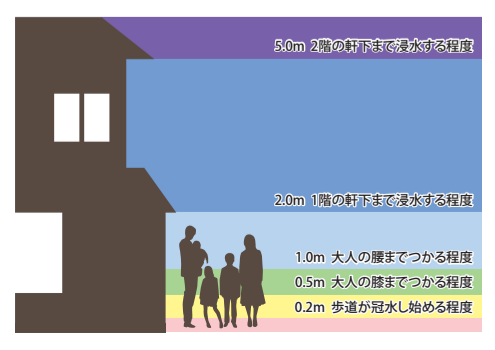 5.0m 2階の軒下まで浸水する程度
2.0m 1階の軒下まで浸水する程度
1.0m 大人の腰までつかる程度
0.5m 大人の膝までつかる程度
0.2m 歩道が冠水し始める程度